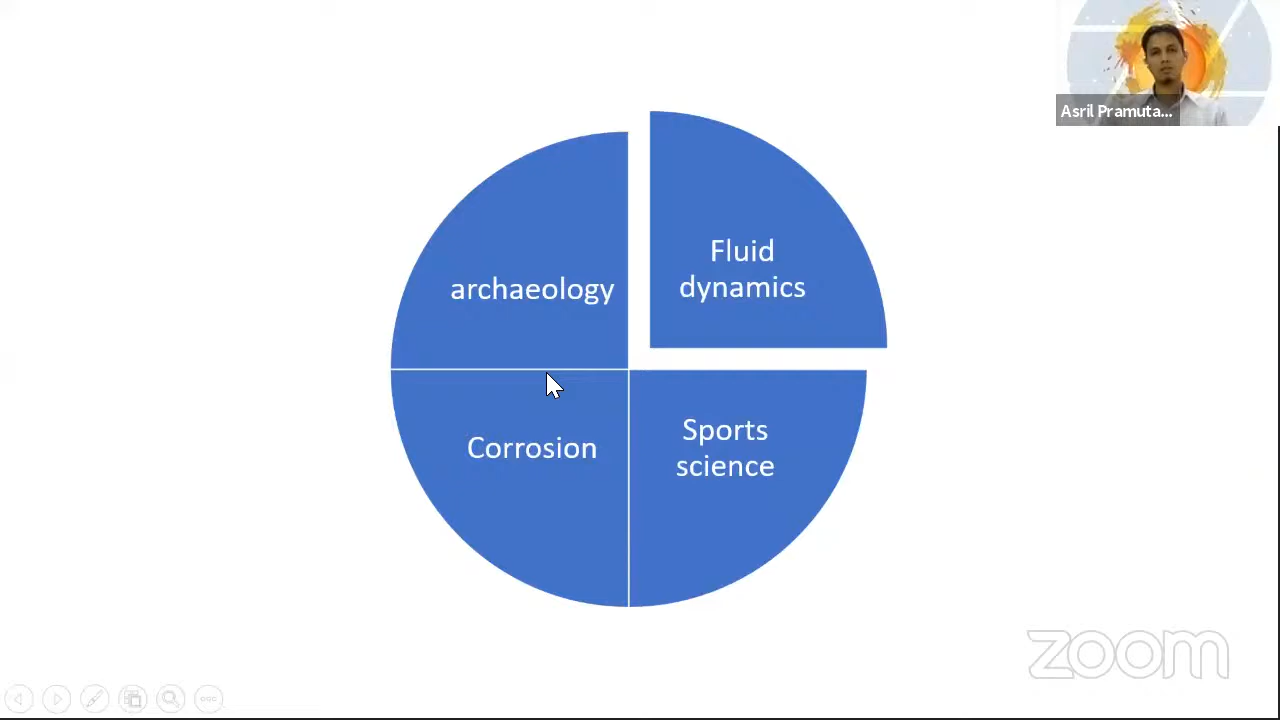 Asril Pramuta...
Fluid
dynamics
archaeology
Sports
science
Corrosion
zoom